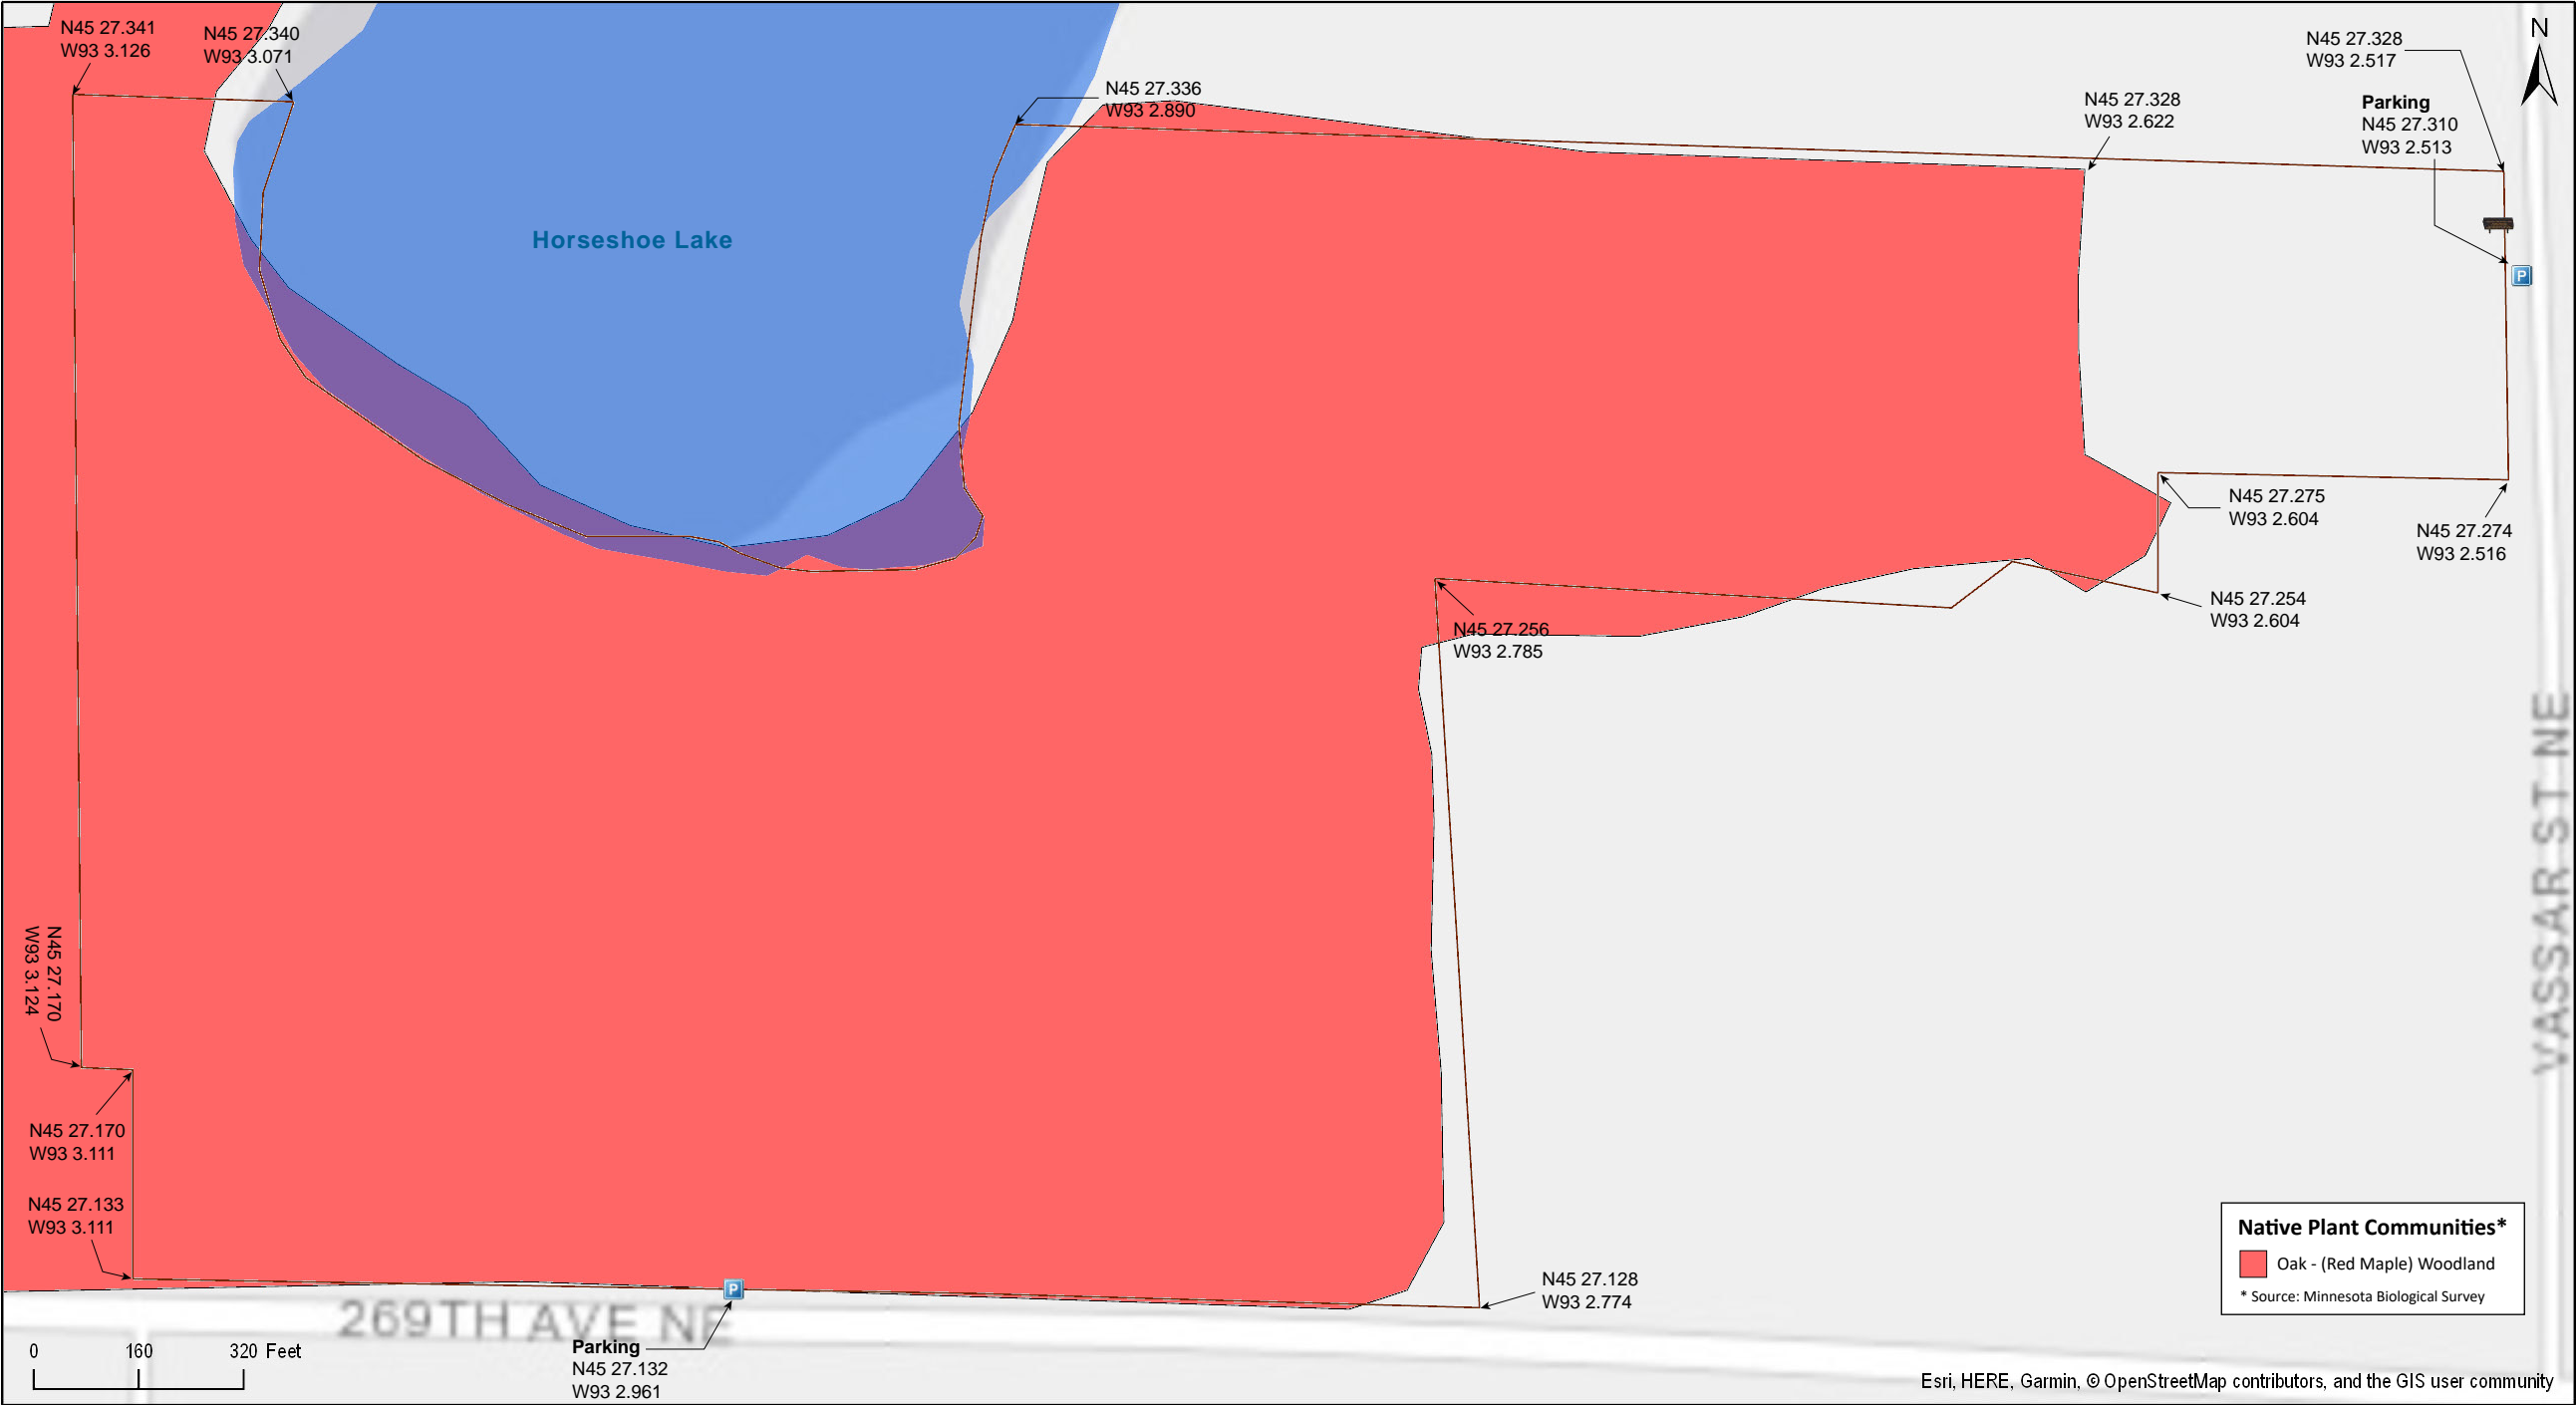 N45 27.341
W93 3.126
N45 27.340
W93 3.071
N45 27.336
W93 2.890
N45 27.328
W93 2.622
N45 27.328
W93 2.517
N
Parking
N45 27.310
W93 2.513
P
Horseshoe Lake
N45 27.275
W93 2.604
N45 27.274
W93 2.516
N45 27.254
W93 2.604
N45 27.256
W93 2.785
VASSAR ST NE
N45 27.170
W93 3.124
N45 27.170
W93 3.111
N45 27.133
W93 3.111
N45 27.128
W93 2.774
P
269TH AVE NE
Parking
N45 27.132
W93 2.961
0 160 320 Feet
Native Plant Communities*
Oak - (Red Maple) Woodland
* Source: Minnesota Biological Survey
Esri, HERE, Garmin, © OpenStreetMap contributors, and the GIS user community